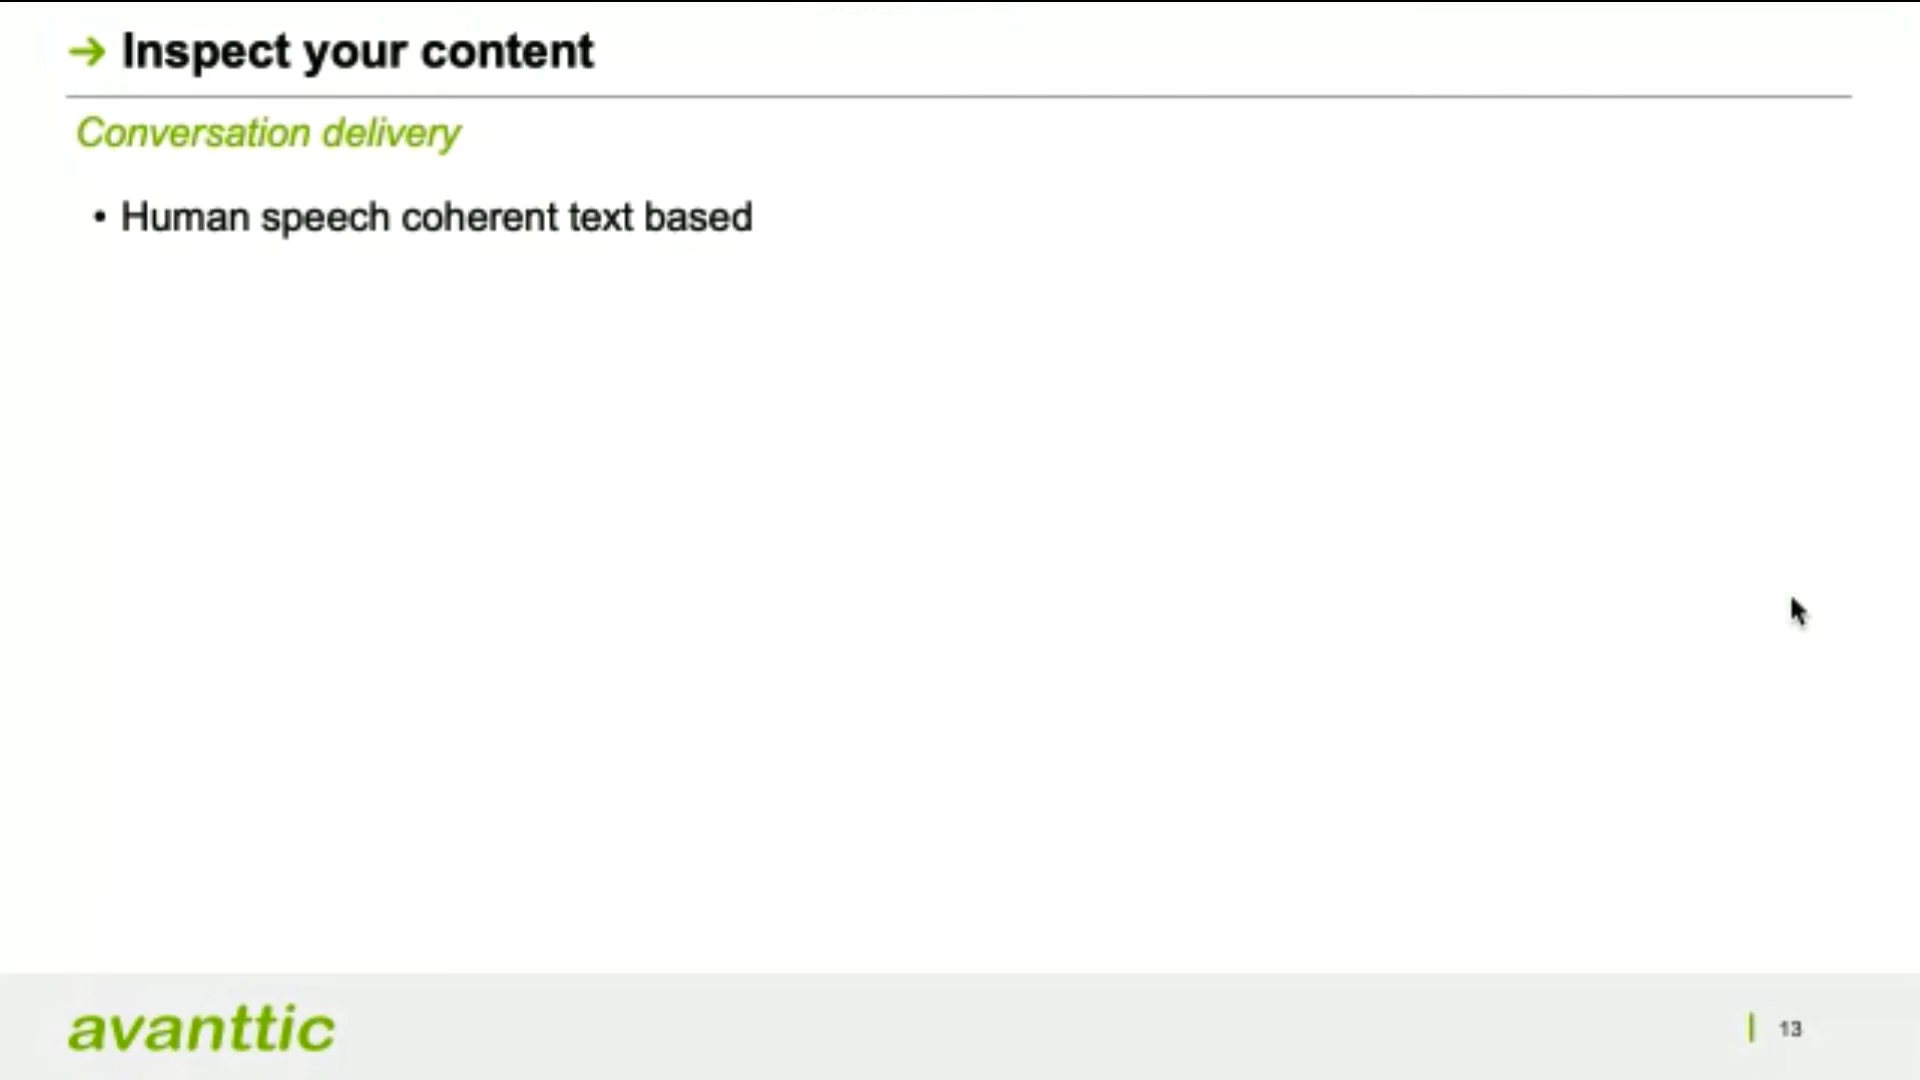 Inspect your content
Conversation delivery
• Human speech coherent text based
avanttic
13